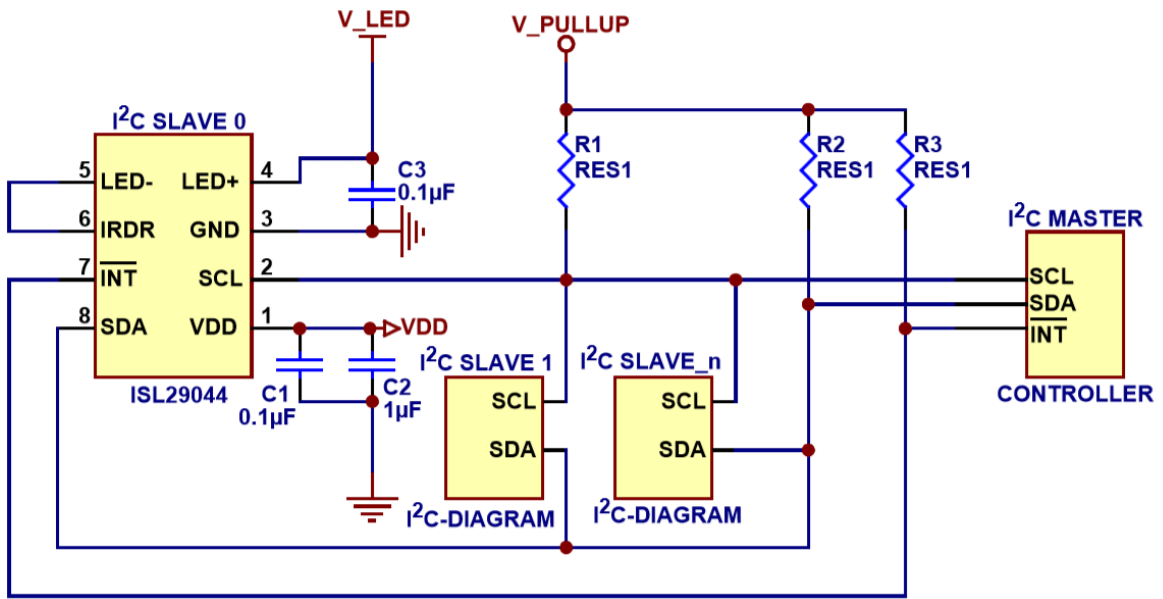 V_LED
V_PULLUP
I²C SLAVE 0
5 LED- LED+ 4
6 IRDR GND 3
7 INT SCL 2
8 SDA VDD 1
ISL29044
C3
0.1µF
VDD
C1
0.1µF
C2
1µF
R1
RES1
R2
RES1
R3
RES1
I²C SLAVE 1
SCL
SDA
I²C-DIAGRAM
I²C SLAVE_n
SCL
SDA
I²C-DIAGRAM
I²C MASTER
SCL
SDA
INT
CONTROLLER